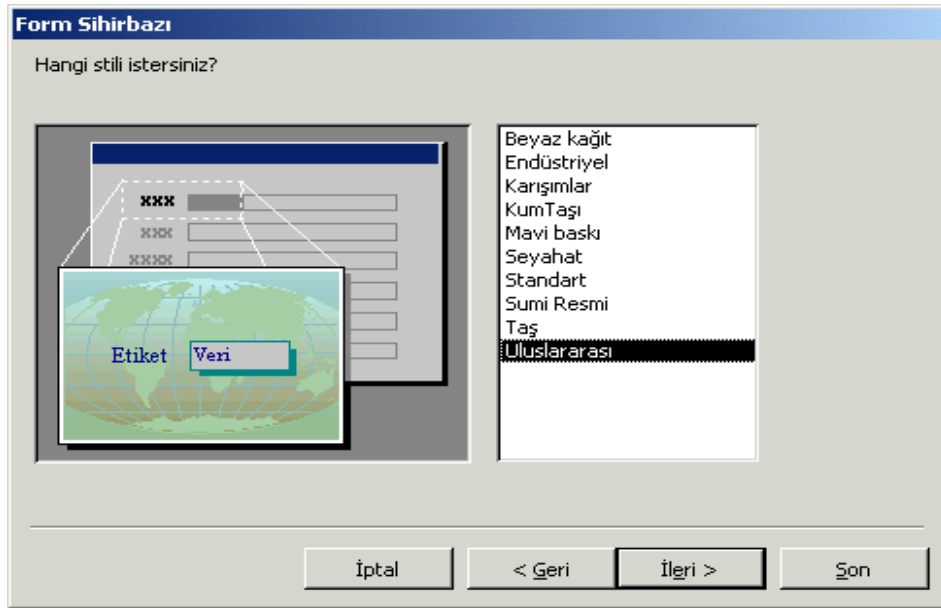 Form Sihirbazı
Hangi stili istersiniz?
xxx
xxx
xxxx
Etiket
Veri
Beyaz kağıt
Endüstriyel
Karışımlar
KumTaşı
Mavi baskı
Seyahat
Standart
Sumi Resmi
Taş
Uluslararası
İptal
< Geri
İleri >
Son